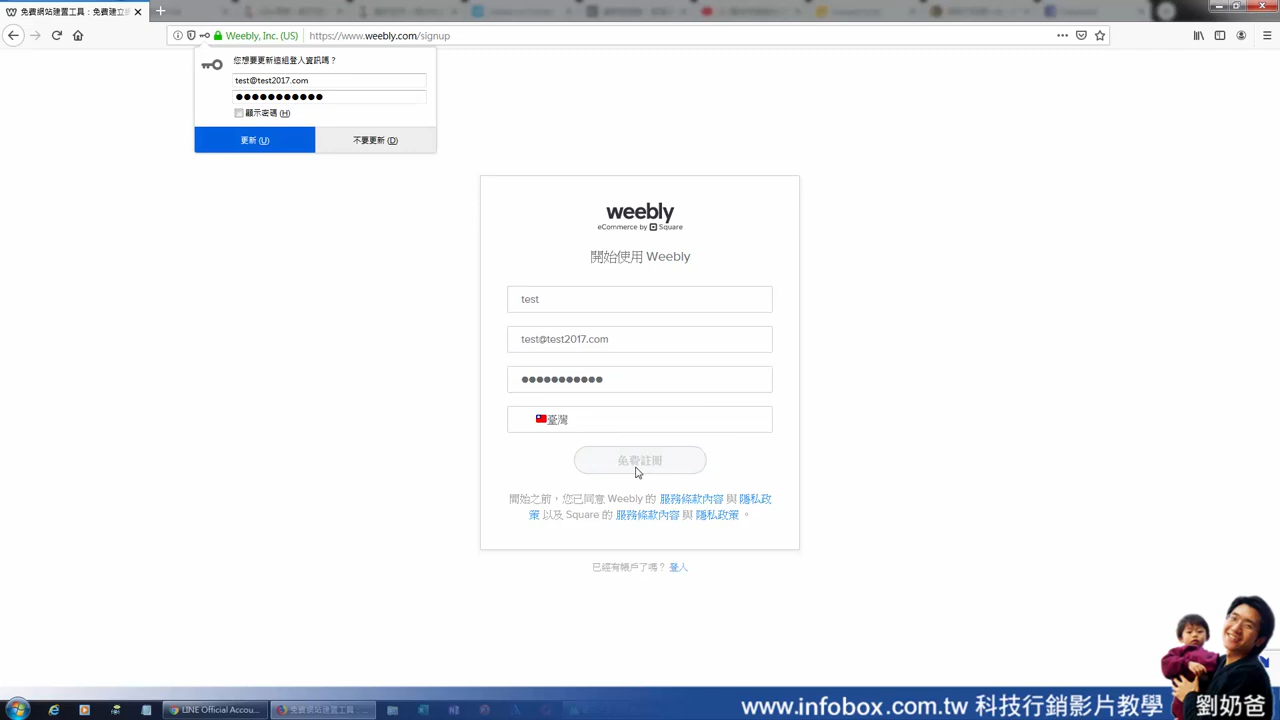 免費網站建置工具：免費建立
Weebly, Inc. (US)
https://www.weebly.com/signup
您想要更新這組登入資訊嗎？
test@test2017.com
顯示密碼 (H)
更新 (U)
不要更新 (D)
weebly
eCommerce by Square
開始使用 Weebly
test
test@test2017.com
臺灣
免費註冊
開始之前，您已同意 Weebly 的 服務條款內容 與 隱私政
策 以及 Square 的 服務條款內容 與 隱私政策 。
已經有帳戶了嗎？ 登入
LINE Official Accou...
免費網站建置工具...
www.infobox.com.tw 科技行銷影片教學
劉奶爸